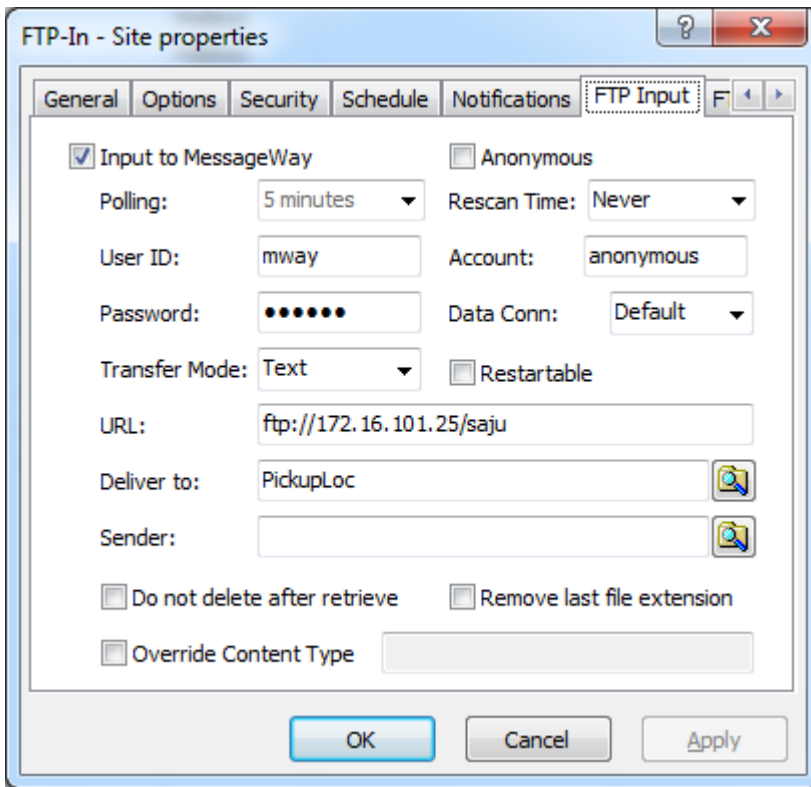 FTP-In - Site properties
General Options Security Schedule Notifications FTP Input
Input to MessageWay Anonymous
Polling: 5 minutes Rescan Time: Never
User ID: mway Account: anonymous
Password: •••••• Data Conn: Default
Transfer Mode: Text Restartable
URL: ftp://172.16.101.25/saju
Deliver to: PickupLoc
Sender:
Do not delete after retrieve Remove last file extension
Override Content Type
OK Cancel Apply